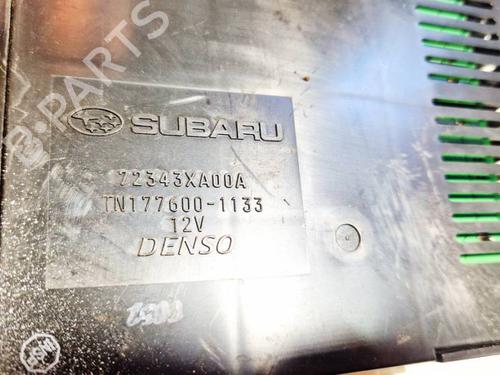 B-PARTS
SUBARU
72343XA00A
TN177600-1133
12V
DENSO